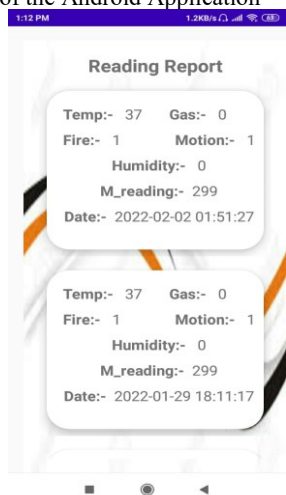 of the Android Application
1:12 PM 1.2KB/s
Reading Report
Temp:- 37 Gas:- 0
Fire:- 1 Motion:- 1
Humidity:- 0
M_reading:- 299
Date:- 2022-02-02 01:51:27
Temp:- 37 Gas:- 0
Fire:- 1 Motion:- 1
Humidity:- 0
M_reading:- 299
Date:- 2022-01-29 18:11:17